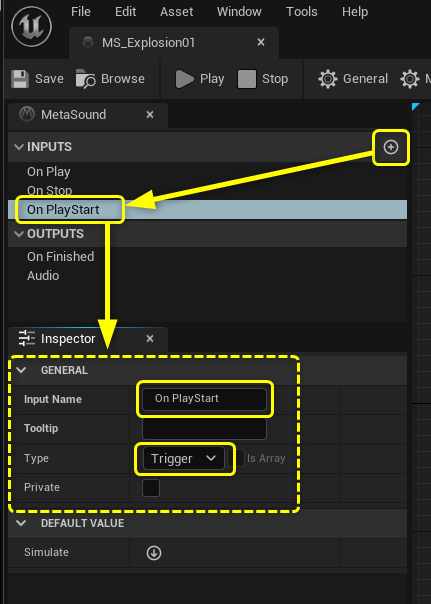 File Edit Asset Window Tools Help
MS_Explosion01
Save Browse Play Stop General
MetaSound
INPUTS
On Play
On Stop
On PlayStart
OUTPUTS
On Finished
Audio
Inspector
GENERAL
Input Name On PlayStart
Tooltip
Type Trigger Is Array
Private
DEFAULT VALUE
Simulate